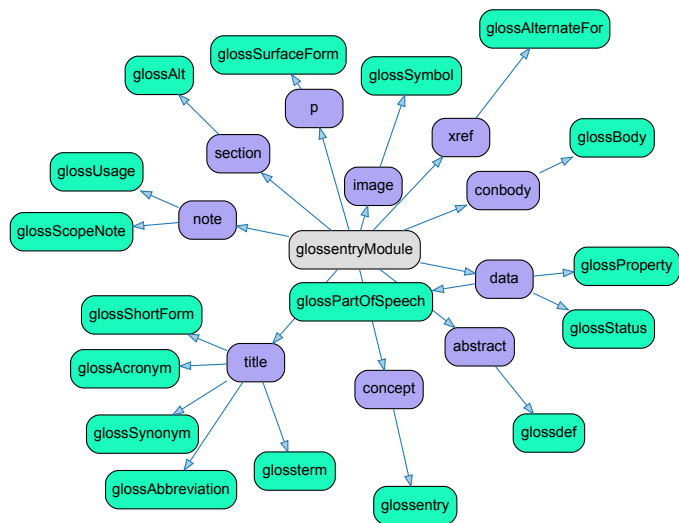 glossAlternateFor
glossSurfaceForm
glossAlt
glossSymbol
p
xref
glossBody
section
glossUsage
image
conbody
note
glossScopeNote
glossentryModule
glossProperty
data
glossPartOfSpeech
glossShortForm
glossStatus
abstract
title
glossAcronym
concept
glossdef
glossSynonym
glossterm
glossAbbreviation
glossentry